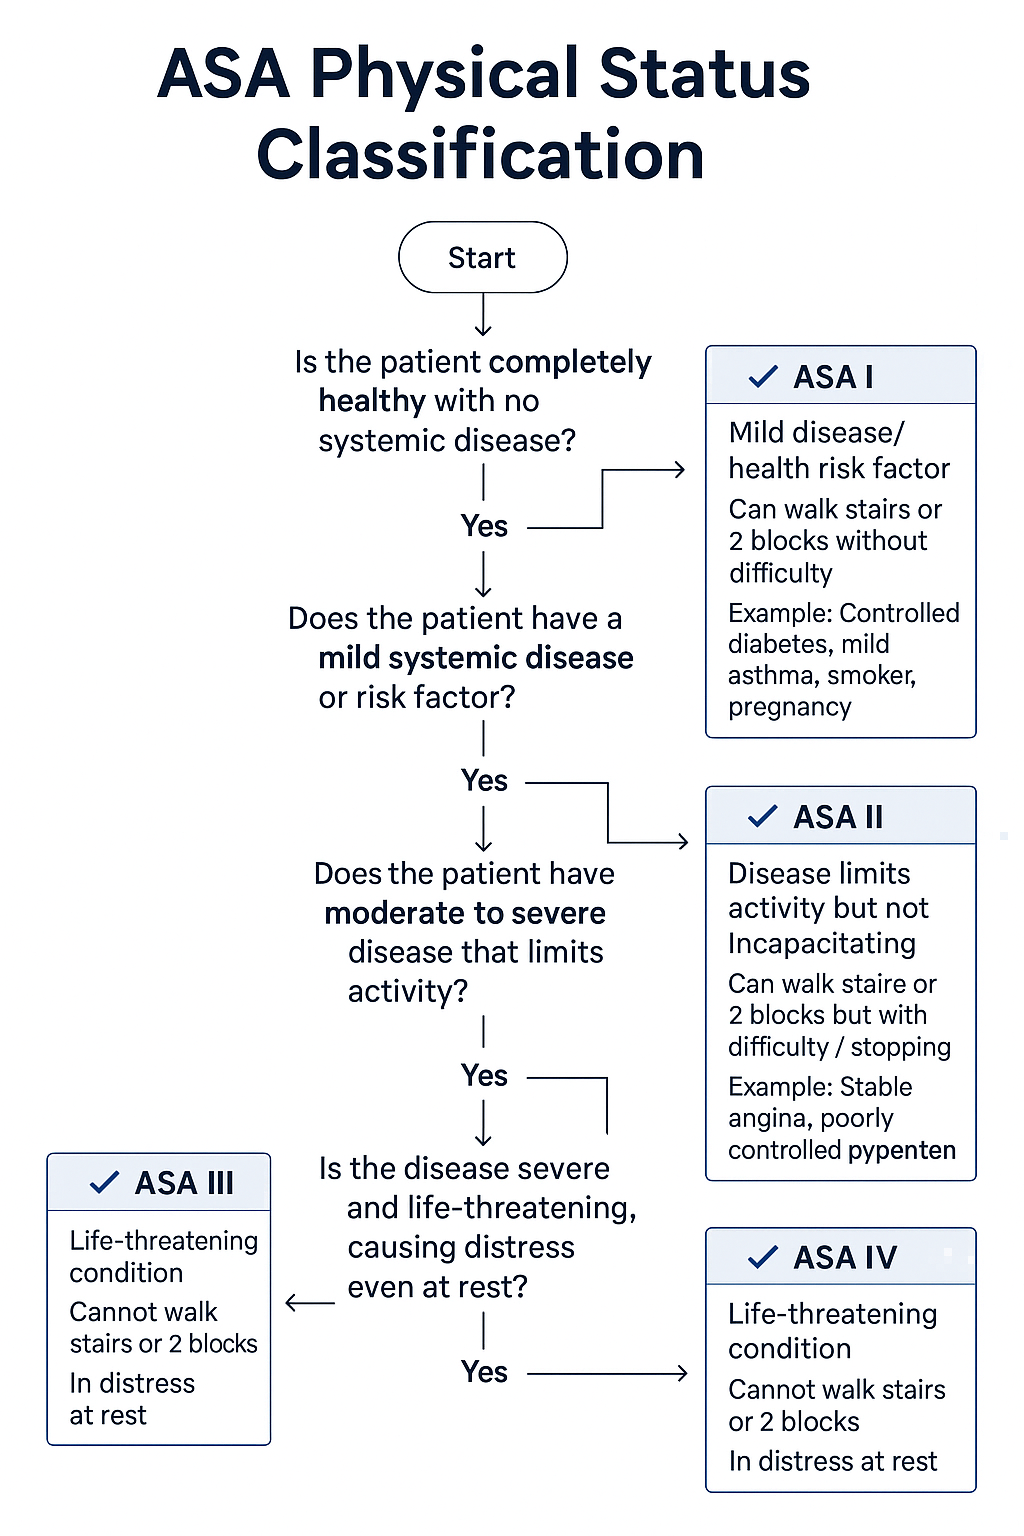 ASA Physical Status
Classification
Start
Is the patient completely
healthy with no
systemic disease?
Yes
ASA I
Mild disease/
health risk factor
Can walk stairs or
2 blocks without
difficulty
Example: Controlled
diabetes, mild
asthma, smoker,
pregnancy
Does the patient have a
mild systemic disease
or risk factor?
Yes
ASA II
Disease limits
activity but not
Incapacitating
Can walk staire or
2 blocks but with
difficulty / stopping
Example: Stable
angina, poorly
controlled pypenten
Does the patient have
moderate to severe
disease that limits
activity?
Yes
Is the disease severe
and life-threatening,
causing distress
even at rest?
ASA III
Life-threatening
condition
Cannot walk
stairs or 2 blocks
In distress
at rest
Yes
ASA IV
Life-threatening
condition
Cannot walk stairs
or 2 blocks
In distress at rest